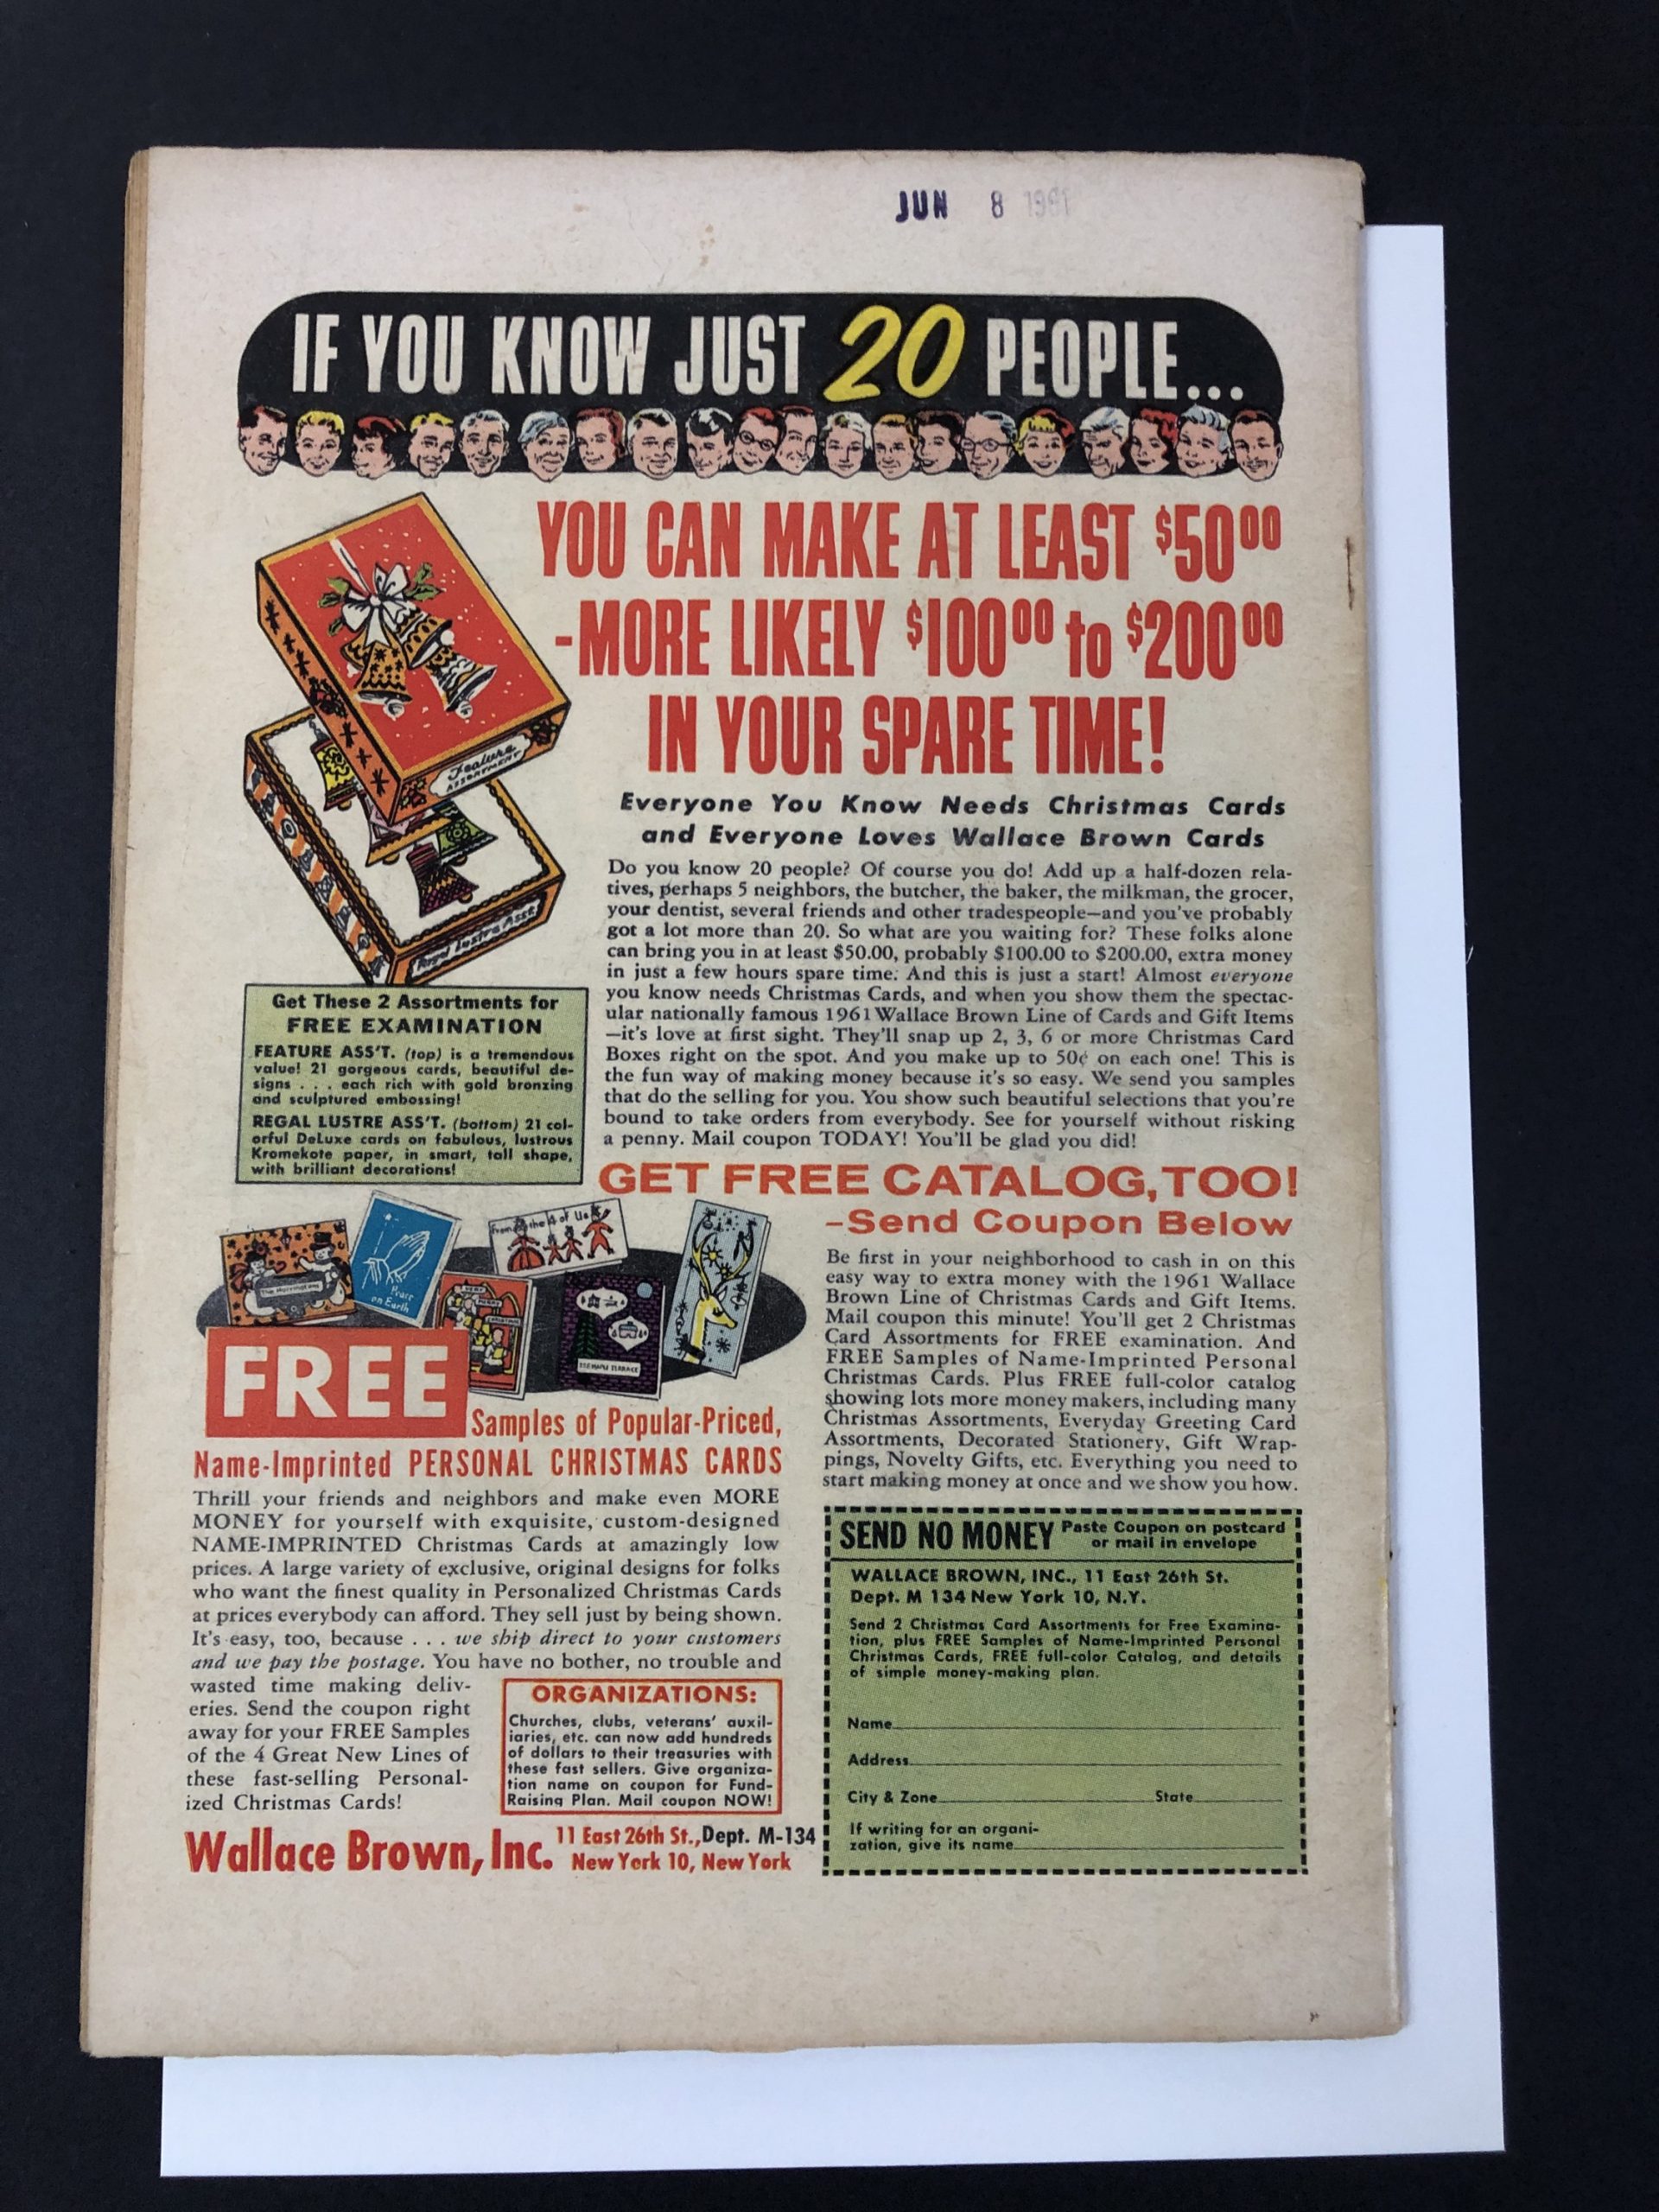 JUN 8 1961
IF YOU KNOW JUST 20 PEOPLE...
YOU CAN MAKE AT LEAST $50.00
-MORE LIKELY $100.00 to $200.00
IN YOUR SPARE TIME!
Feature
ASSORTMENT
Regal Lustre Asst.
Everyone You Know Needs Christmas Cards
and Everyone Loves Wallace Brown Cards
Do you know 20 people? Of course you do! Add up a half-dozen rela-
tives, perhaps 5 neighbors, the butcher, the baker, the milkman, the grocer,
your dentist, several friends and other tradespeople—and you've probably
got a lot more than 20. So what are you waiting for? These folks alone
can bring you in at least $50.00, probably $100.00 to $200.00, extra money
in just a few hours spare time. And this is just a start! Almost everyone
you know needs Christmas Cards, and when you show them the spectac-
ular nationally famous 1961 Wallace Brown Line of Cards and Gift Items
—it's love at first sight. They'll snap up 2, 3, 6 or more Christmas Card
Boxes right on the spot. And you make up to 50¢ on each one! This is
the fun way of making money because it's so easy. We send you samples
that do the selling for you. You show such beautiful selections that you're
bound to take orders from everybody. See for yourself without risking
a penny. Mail coupon TODAY! You'll be glad you did!
Get These 2 Assortments for
FREE EXAMINATION
FEATURE ASS'T. (top) is a tremendous
value! 21 gorgeous cards, beautiful de-
signs . . . each rich with gold bronzing
and sculptured embossing!
REGAL LUSTRE ASS'T. (bottom) 21 col-
orful DeLuxe cards on fabulous, lustrous
Kromekote paper, in smart, tall shape,
with brilliant decorations!
GET FREE CATALOG, TOO!
–Send Coupon Below
Be first in your neighborhood to cash in on this
easy way to extra money with the 1961 Wallace
Brown Line of Christmas Cards and Gift Items.
Mail coupon this minute! You'll get 2 Christmas
Card Assortments for FREE examination. And
FREE Samples of Name-Imprinted Personal
Christmas Cards. Plus FREE full-color catalog
showing lots more money makers, including many
Christmas Assortments, Everyday Greeting Card
Assortments, Decorated Stationery, Gift Wrap-
pings, Novelty Gifts, etc. Everything you need to
start making money at once and we show you how.
The Harringtons
Peace
on Earth
from the 4 of Us
VERY
MERRY
CHRISTMAS
FREE
Samples of Popular-Priced,
Name-Imprinted PERSONAL CHRISTMAS CARDS
Thrill your friends and neighbors and make even MORE
MONEY for yourself with exquisite, custom-designed
NAME-IMPRINTED Christmas Cards at amazingly low
prices. A large variety of exclusive, original designs for folks
who want the finest quality in Personalized Christmas Cards
at prices everybody can afford. They sell just by being shown.
It's easy, too, because . . . we ship direct to your customers
and we pay the postage. You have no bother, no trouble and
wasted time making deliv-
eries. Send the coupon right
away for your FREE Samples
of the 4 Great New Lines of
these fast-selling Personal-
ized Christmas Cards!
ORGANIZATIONS:
Churches, clubs, veterans' auxil-
iaries, etc. can now add hundreds
of dollars to their treasuries with
these fast sellers. Give organiza-
tion name on coupon for Fund-
Raising Plan. Mail coupon NOW!
Wallace Brown, Inc. 11 East 26th St., Dept. M-134
New York 10, New York
SEND NO MONEY Paste Coupon on postcard
or mail in envelope
WALLACE BROWN, INC., 11 East 26th St.
Dept. M 134 New York 10, N.Y.
Send 2 Christmas Card Assortments for Free Examina-
tion, plus FREE Samples of Name-Imprinted Personal
Christmas Cards, FREE full-color Catalog, and details
of simple money-making plan.
Name
Address
City & Zone State
If writing for an organi-
zation, give its name